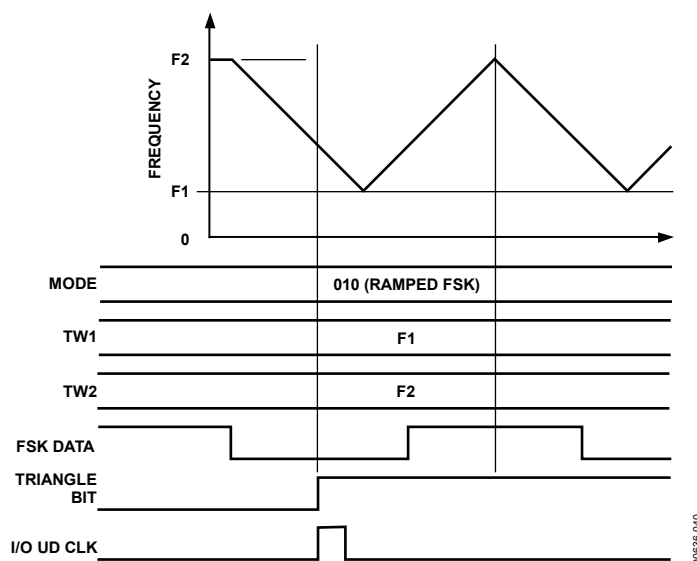 F2
FREQUENCY
F1
0
MODE
010 (RAMPED FSK)
TW1
F1
TW2
F2
FSK DATA
TRIANGLE
BIT
I/O UD CLK